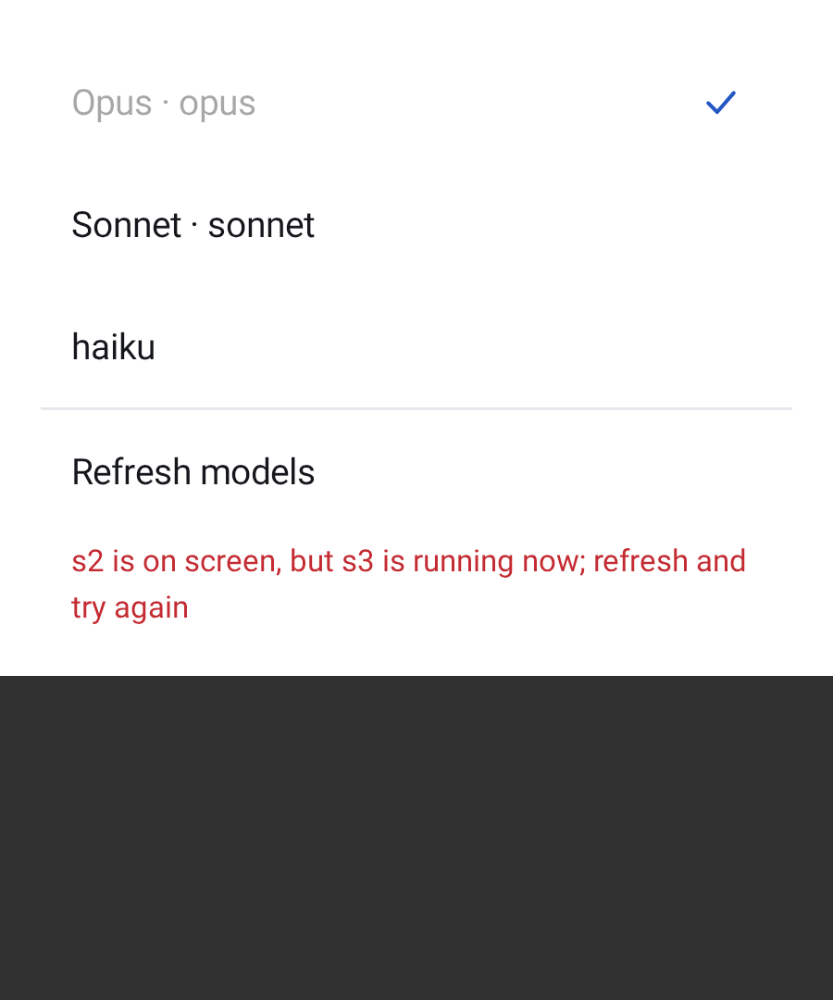 Opus · opus
Sonnet · sonnet
haiku
Refresh models
s2 is on screen, but s3 is running now; refresh and
try again